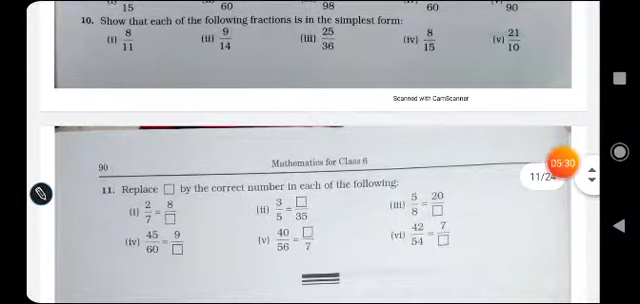 15 60 98 60 90
10. Show that each of the following fractions is in the simplest form:
(i) 8/11 (ii) 9/14 (iii) 25/36 (iv) 8/15 (v) 21/10
Scanned with CamScanner
90 Mathematics for Class 6
05:30
11/24
11. Replace □ by the correct number in each of the following:
(i) 2/7 = 8/□ (ii) 3/5 = □/35 (iii) 5/8 = 20/□
(iv) 45/60 = 9/□ (v) 40/56 = □/7 (vi) 42/54 = 7/□